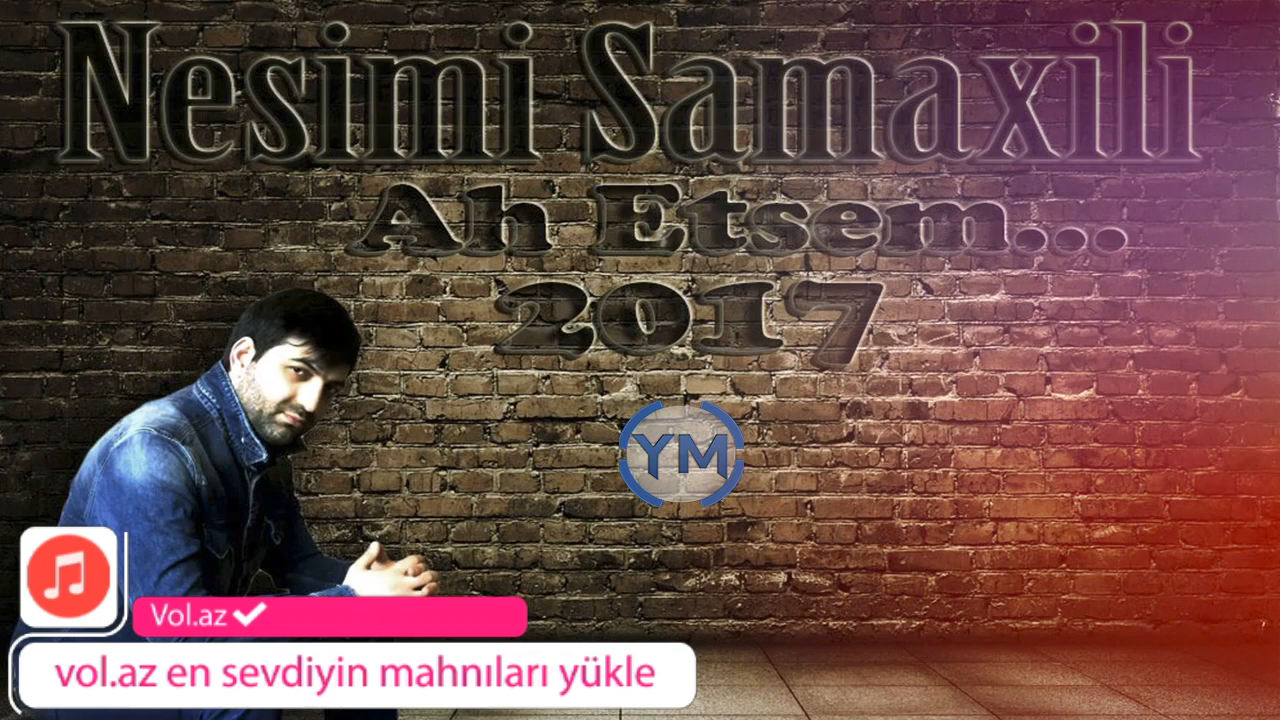 Nesimi Samaxili
Ah Etsem...
2017
YM
Vol.az
vol.az en sevdiyin mahnıları yükle